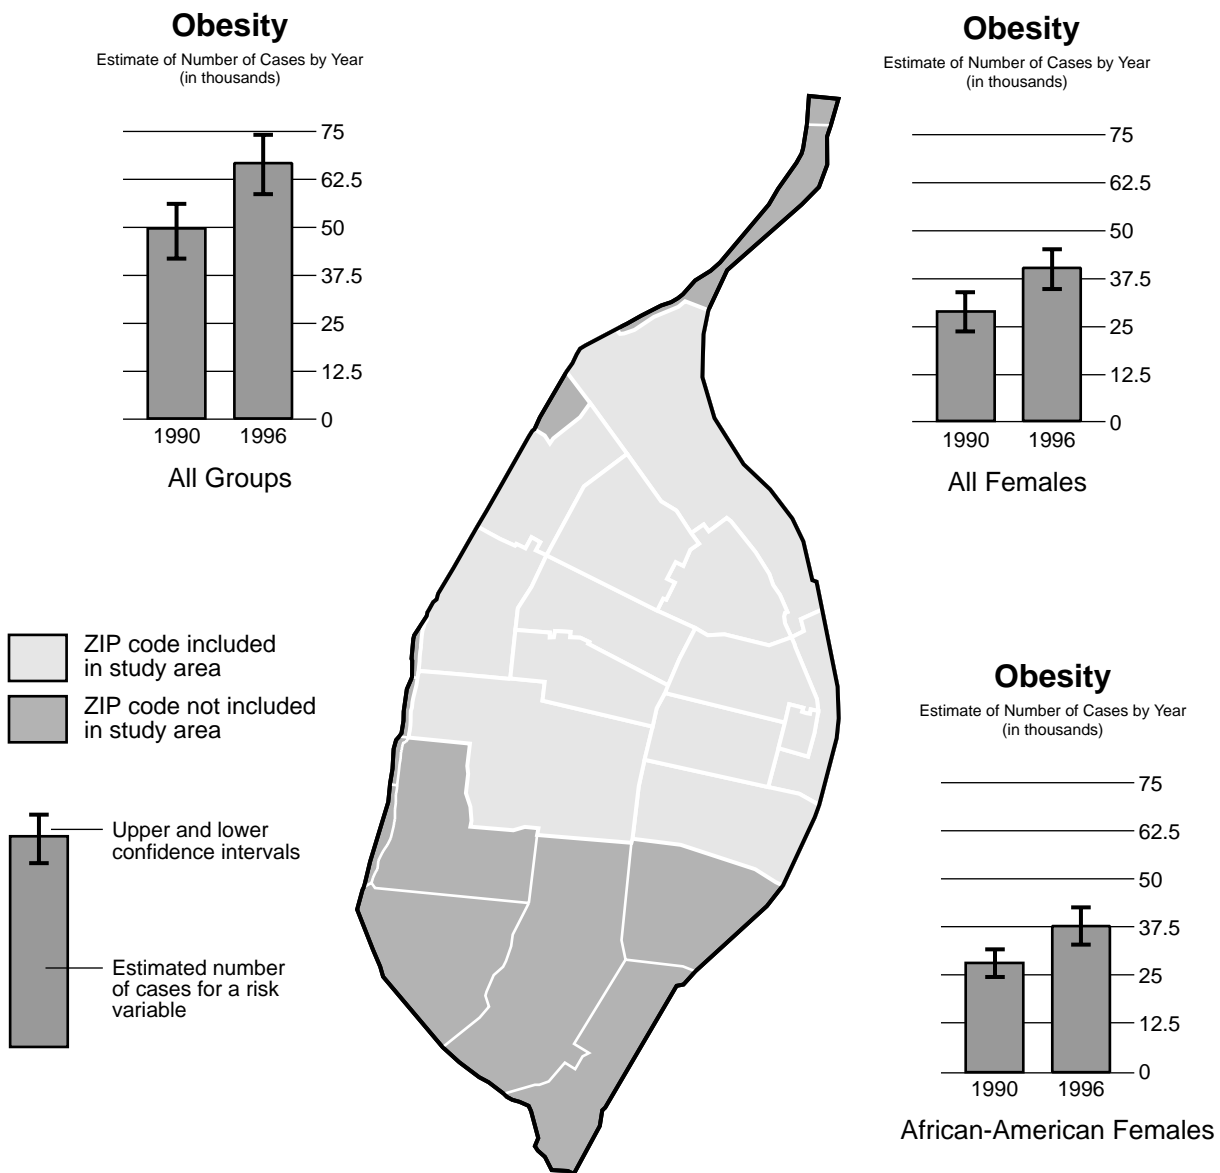 Obesity
Estimate of Number of Cases by Year
(in thousands)
75
62.5
50
37.5
25
12.5
0
1990 1996
All Groups
Obesity
Estimate of Number of Cases by Year
(in thousands)
75
62.5
50
37.5
25
12.5
0
1990 1996
All Females
ZIP code included
in study area
ZIP code not included
in study area
Upper and lower
confidence intervals
Estimated number
of cases for a risk
variable
Obesity
Estimate of Number of Cases by Year
(in thousands)
75
62.5
50
37.5
25
12.5
0
1990 1996
African-American Females